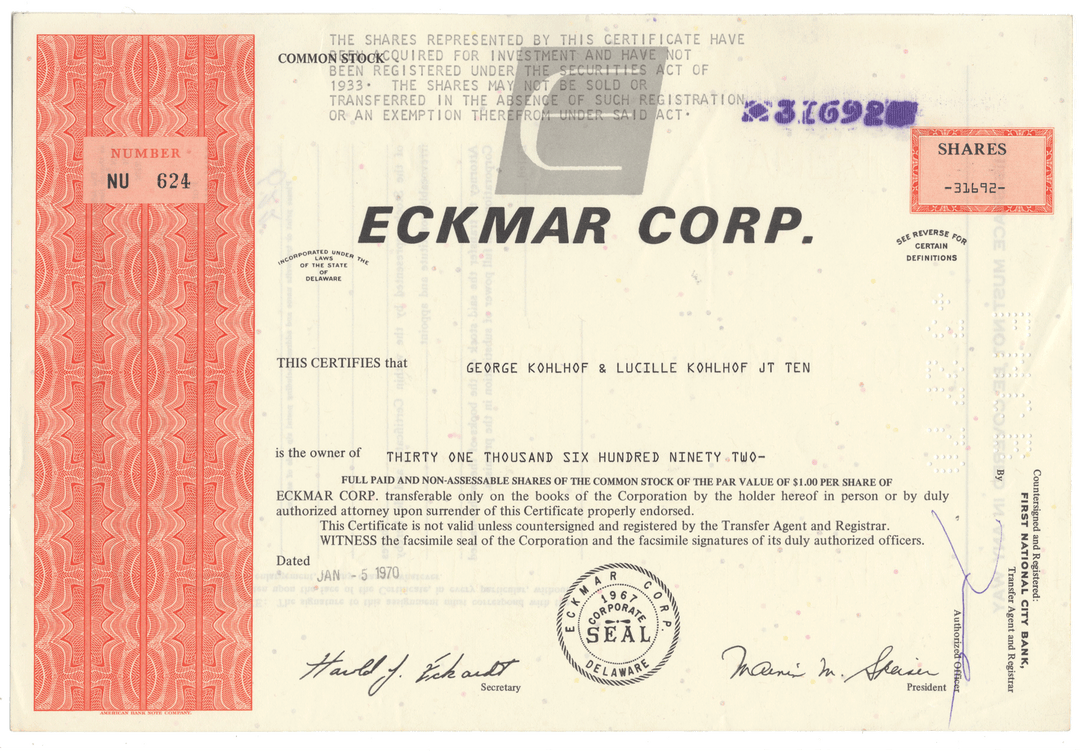 THE SHARES REPRESENTED BY THIS CERTIFICATE HAVE
BEEN ACQUIRED FOR INVESTMENT AND HAVE NOT
BEEN REGISTERED UNDER THE SECURITIES ACT OF
1933. THE SHARES MAY NOT BE SOLD OR
TRANSFERRED IN THE ABSENCE OF SUCH REGISTRATION
OR AN EXEMPTION THEREFROM UNDER SAID ACT.
COMMON STOCK
31692
NUMBER
NU 624
SHARES
-31692-
ECKMAR CORP.
INCORPORATED UNDER THE
LAWS
OF THE STATE
OF
DELAWARE
SEE REVERSE FOR
CERTAIN
DEFINITIONS
THIS CERTIFIES that GEORGE KOHLHOF & LUCILLE KOHLHOF JT TEN
is the owner of THIRTY ONE THOUSAND SIX HUNDRED NINETY TWO-
FULL PAID AND NON-ASSESSABLE SHARES OF THE COMMON STOCK OF THE PAR VALUE OF $1.00 PER SHARE OF
ECKMAR CORP. transferable only on the books of the Corporation by the holder hereof in person or by duly
authorized attorney upon surrender of this Certificate properly endorsed.
This Certificate is not valid unless countersigned and registered by the Transfer Agent and Registrar.
WITNESS the facsimile seal of the Corporation and the facsimile signatures of its duly authorized officers.
Dated
JAN - 5 1970
ECKMAR CORP.
1967
CORPORATE
SEAL
DELAWARE
Harold J. Eckardt
Secretary
Marvin M. Speiser
President
Countersigned and Registered:
FIRST NATIONAL CITY BANK,
Transfer Agent and Registrar
By
Authorized Officer
AMERICAN BANK NOTE COMPANY